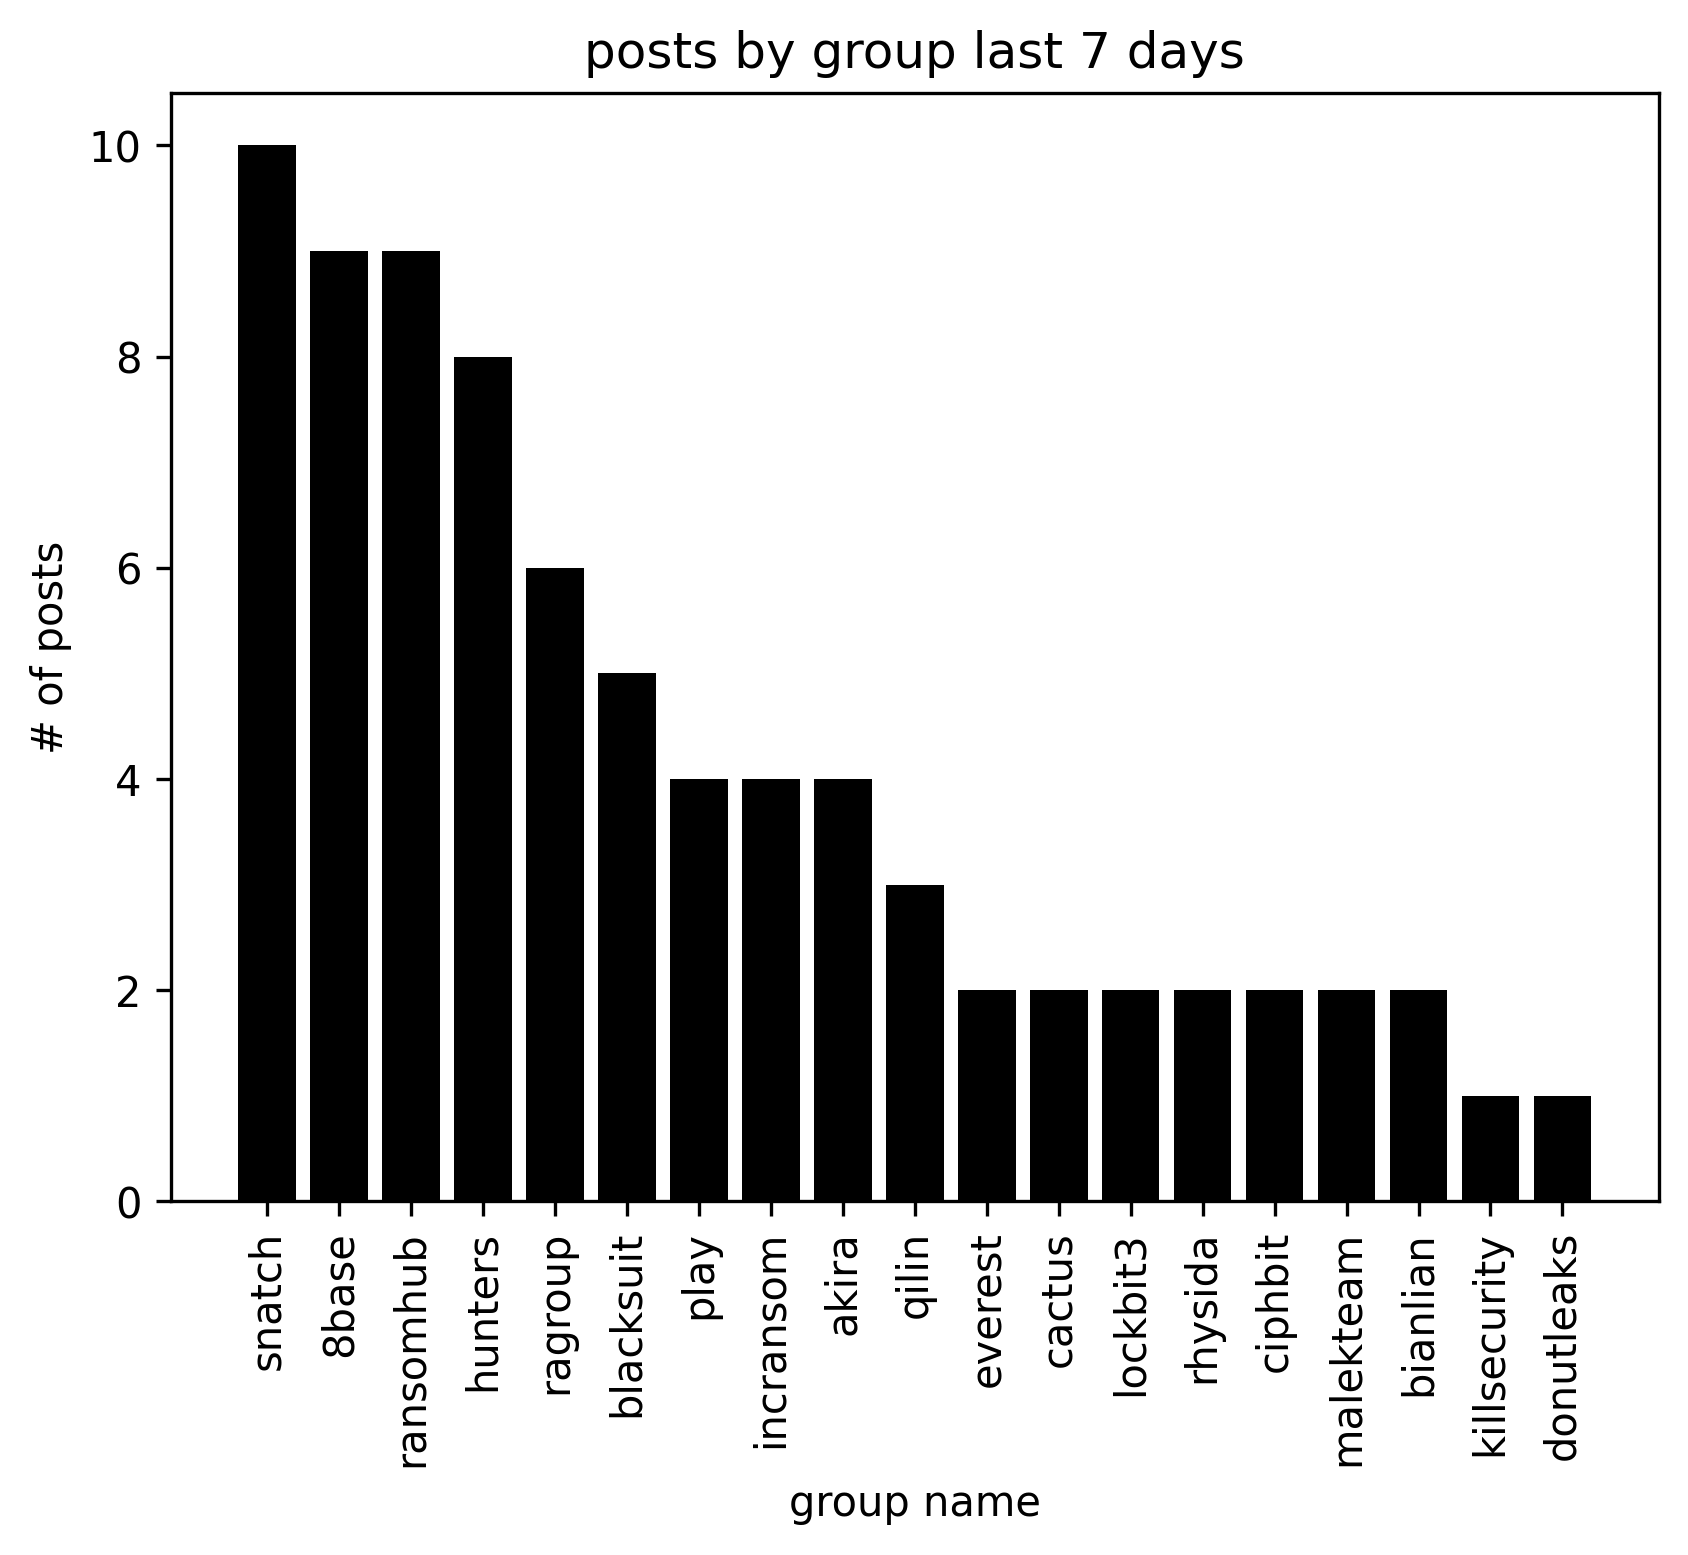 posts by group last 7 days
10
8
6
4
2
0
# of posts
snatch
8base
ransomhub
hunters
ragroup
blacksuit
play
incransom
akira
qilin
everest
cactus
lockbit3
rhysida
ciphbit
malekteam
bianlian
killsecurity
donutleaks
group name